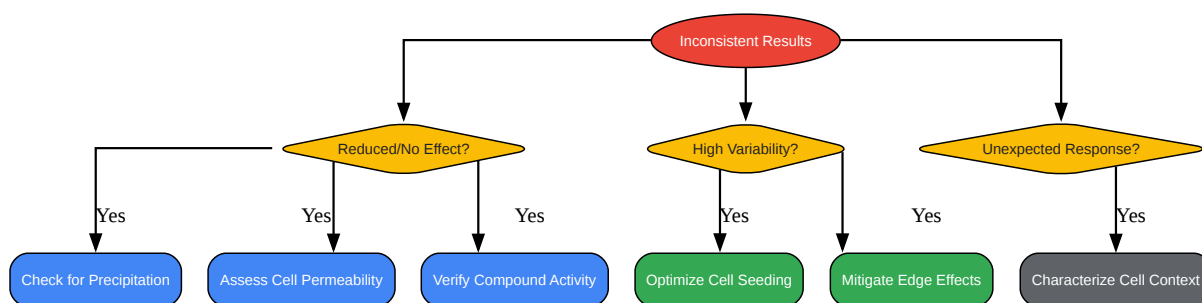 Inconsistent Results
Reduced/No Effect?
High Variability?
Unexpected Response?
Yes
Yes
Yes
Yes
Yes
Yes
Check for Precipitation
Assess Cell Permeability
Verify Compound Activity
Optimize Cell Seeding
Mitigate Edge Effects
Characterize Cell Context